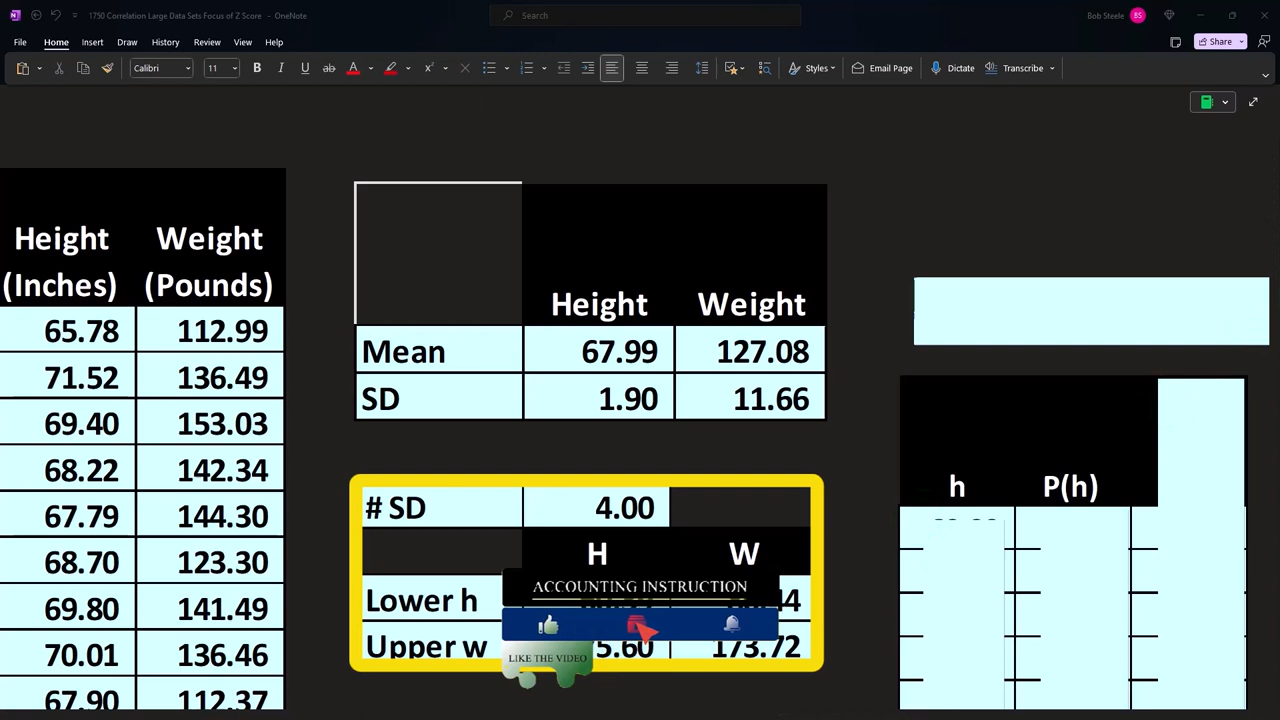 1750 Correlation Large Data Sets Focus of Z Score - OneNote
Search
Bob Steele
BS
File Home Insert Draw History Review View Help
Share
Calibri 11
Styles
Email Page
Dictate
Transcribe
Height (Inches) Weight (Pounds)
65.78 112.99
71.52 136.49
69.40 153.03
68.22 142.34
67.79 144.30
68.70 123.30
69.80 141.49
70.01 136.46
67.90 112.37
Height Weight
Mean 67.99 127.08
SD 1.90 11.66
# SD 4.00
H W
Lower h 44
Upper w 5.60 173.72
ACCOUNTING INSTRUCTION
LIKE THE VIDEO
h P(h)